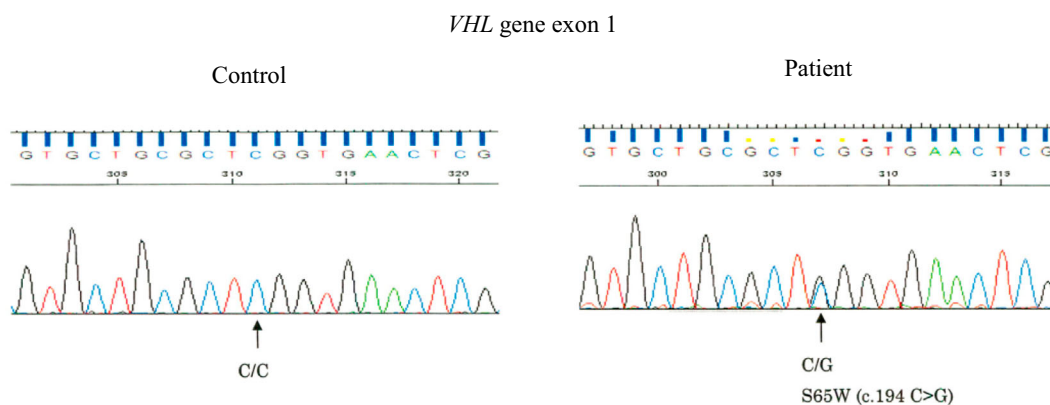 VHL gene exon 1
Control
Patient
G T G C T G C G C T C G G T G A A C T C G
305 310 315 320
C/C
G T G C T G C G C T C G G T G A A C T C G
300 305 310 315
C/G
S65W (c.194 C>G)